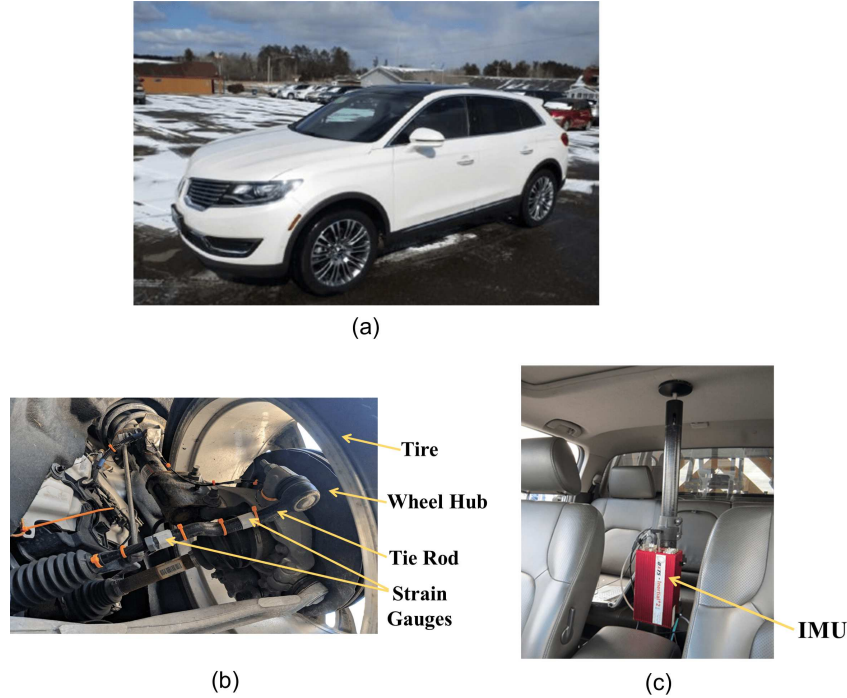 (a)
Tire
Wheel Hub
Tie Rod
Strain
Gauges
IMU
(b)
(c)